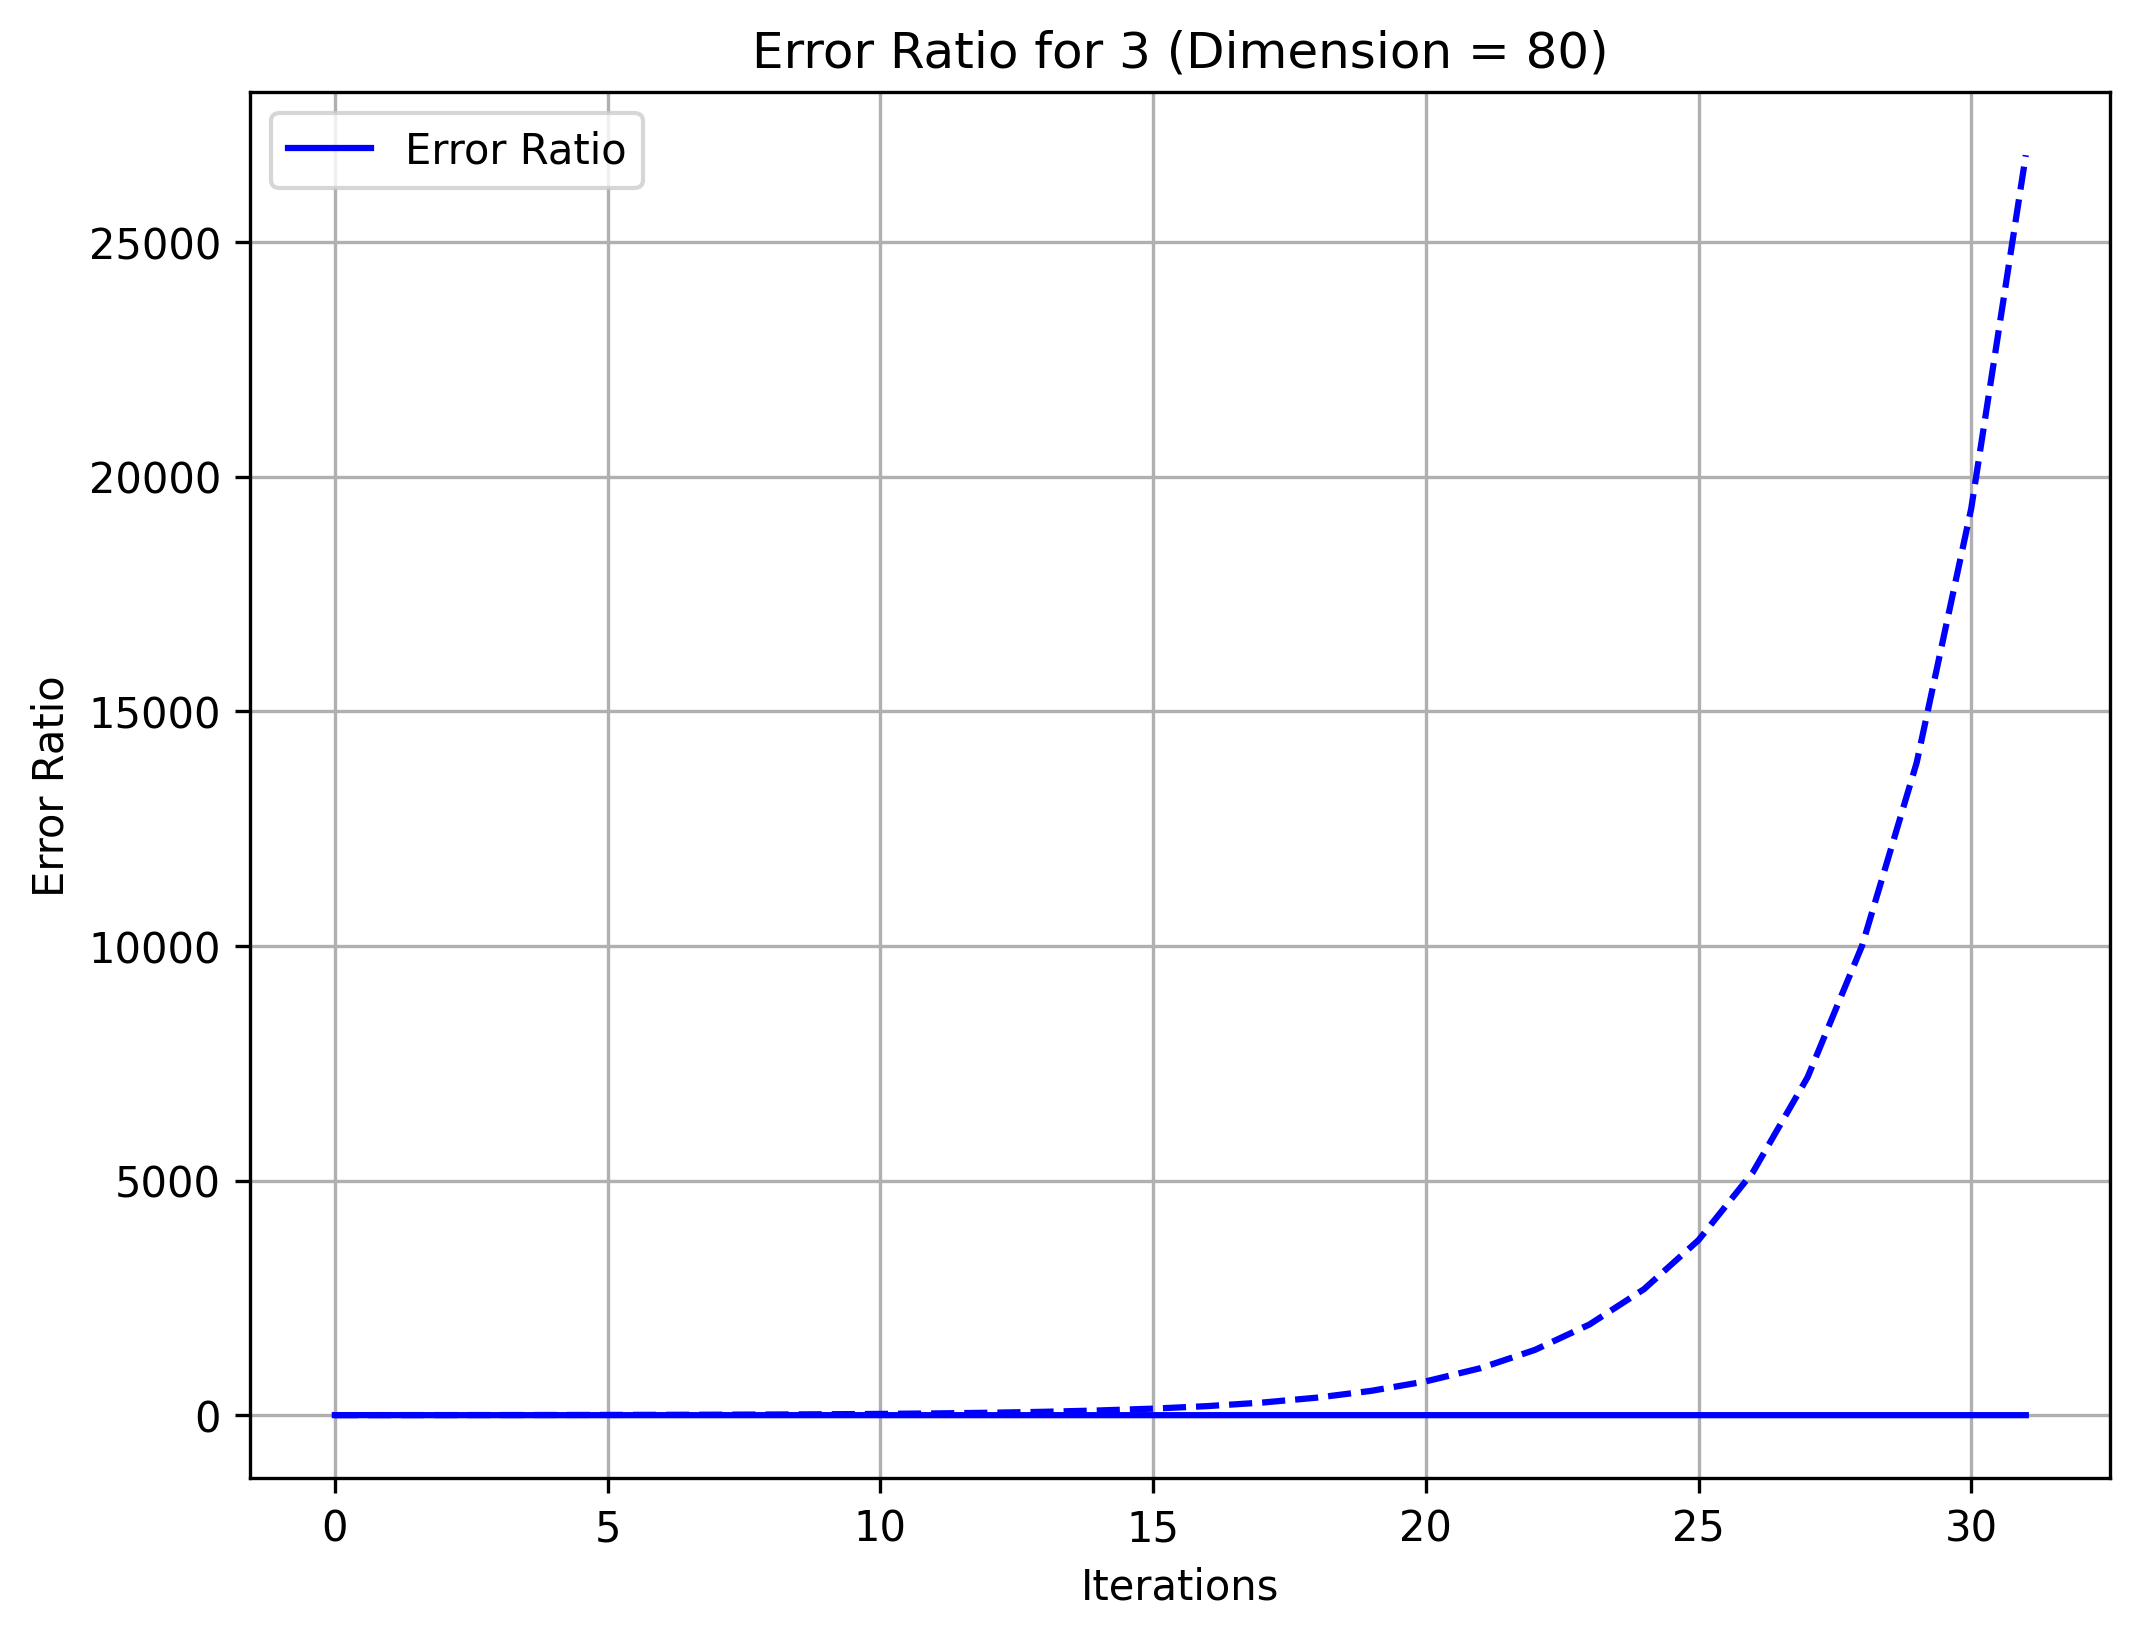 Error Ratio for 3 (Dimension = 80)
Error Ratio
25000
20000
15000
10000
5000
0
Error Ratio
0 5 10 15 20 25 30
Iterations